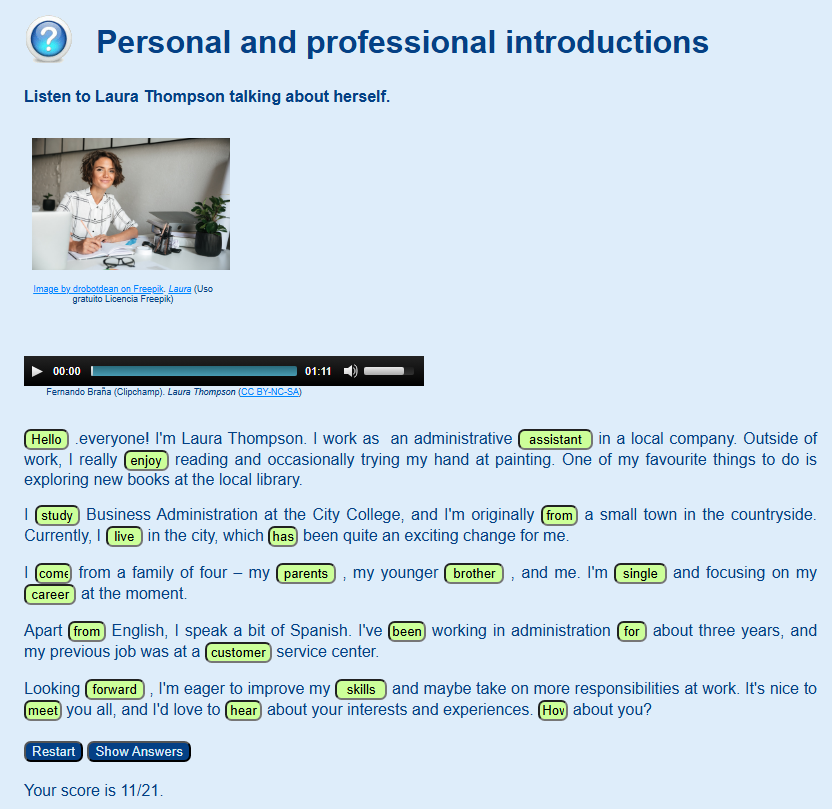 Personal and professional introductions
Listen to Laura Thompson talking about herself.
Image by drobotdean on Freepik. Laura (Uso
gratuito Licencia Freepik)
00:00 01:11
Fernando Braña (Clipchamp). Laura Thompson (CC BY-NC-SA)
Hello .everyone! I'm Laura Thompson. I work as an administrative assistant in a local company. Outside of
work, I really enjoy reading and occasionally trying my hand at painting. One of my favourite things to do is
exploring new books at the local library.
I study Business Administration at the City College, and I'm originally from a small town in the countryside.
Currently, I live in the city, which has been quite an exciting change for me.
I come from a family of four – my parents , my younger brother , and me. I'm single and focusing on my
career at the moment.
Apart from English, I speak a bit of Spanish. I've been working in administration for about three years, and
my previous job was at a customer service center.
Looking forward , I'm eager to improve my skills and maybe take on more responsibilities at work. It's nice to
meet you all, and I'd love to hear about your interests and experiences. How about you?
Restart Show Answers
Your score is 11/21.